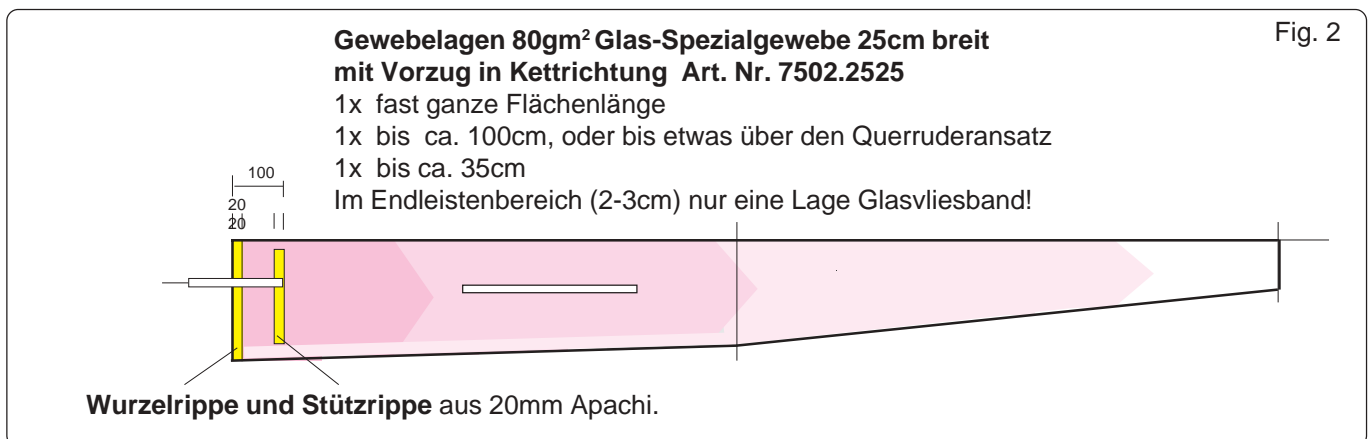 Fig. 2
Gewebelagen 80gm² Glas-Spezialgewebe 25cm breit
mit Vorzug in Kettrichtung Art. Nr. 7502.2525
1x fast ganze Flächenlänge
1x bis ca. 100cm, oder bis etwas über den Querruderansatz
1x bis ca. 35cm
Im Endleistenbereich (2-3cm) nur eine Lage Glasvliesband!
100
20
20
Wurzelrippe und Stützrippe aus 20mm Apachi.